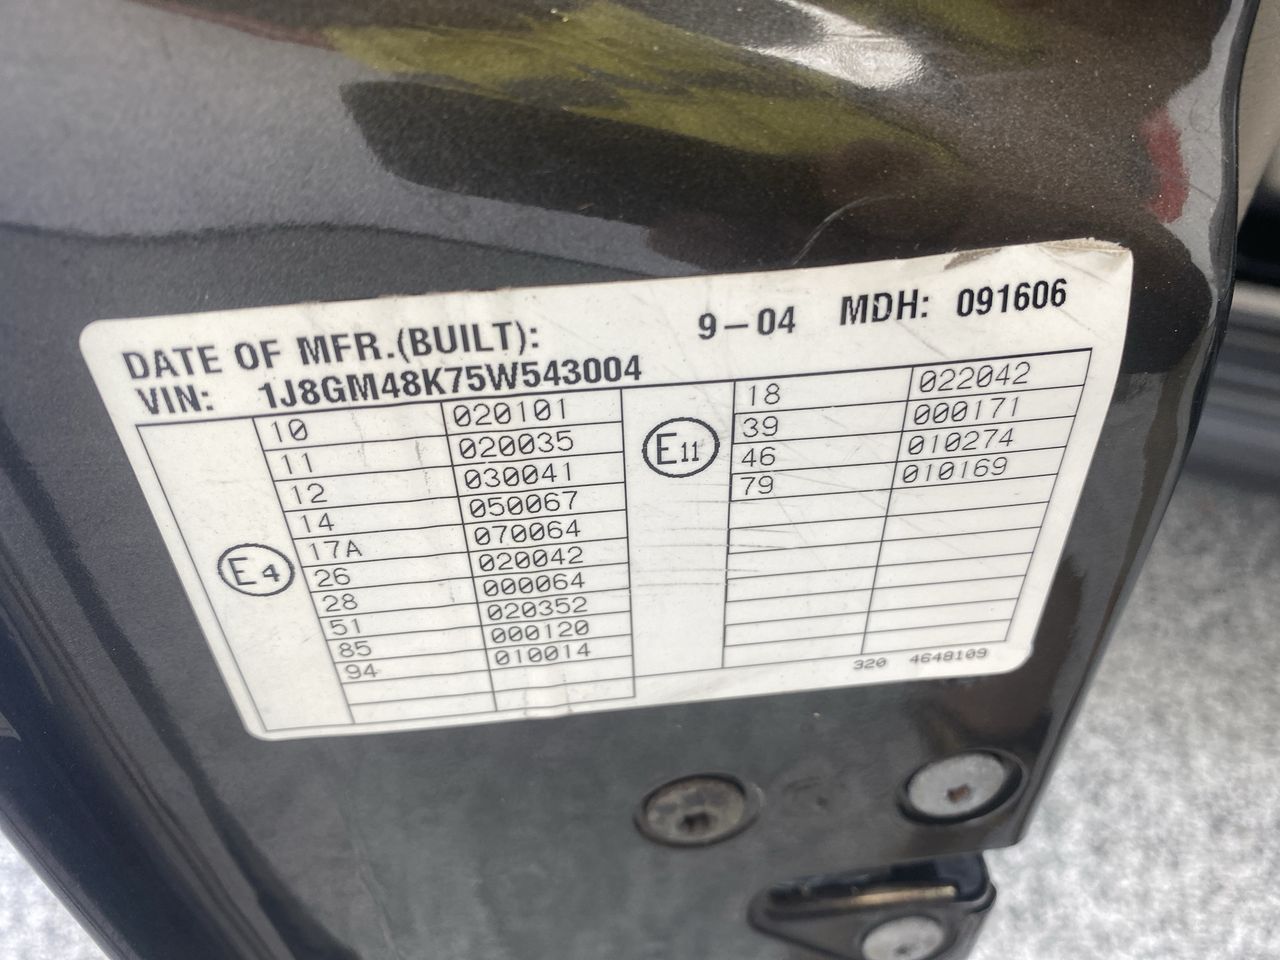 DATE OF MFR.(BUILT): 9-04 MDH: 091606
VIN: 1J8GM48K75W543004
E4
10 020101
11 020035
12 030041
14 050067
17A 070064
26 020042
28 000064
51 020352
85 000120
94 010014
E11
18 022042
39 000171
46 010274
79 010169
320 4648109